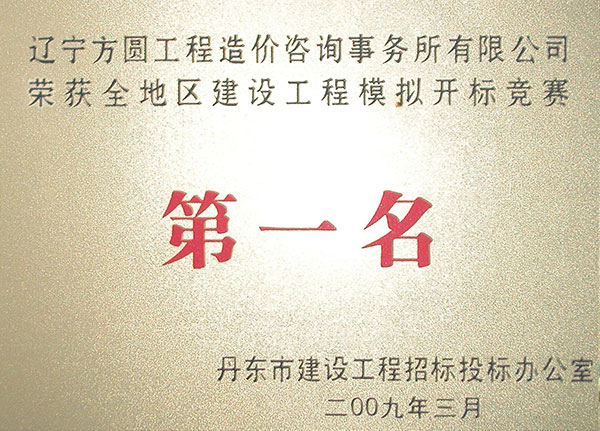 辽宁方圆工程造价咨询事务所有限公司
荣获全地区建设工程模拟开标竞赛
第一名
丹东市建设工程招标投标办公室
二00九年三月